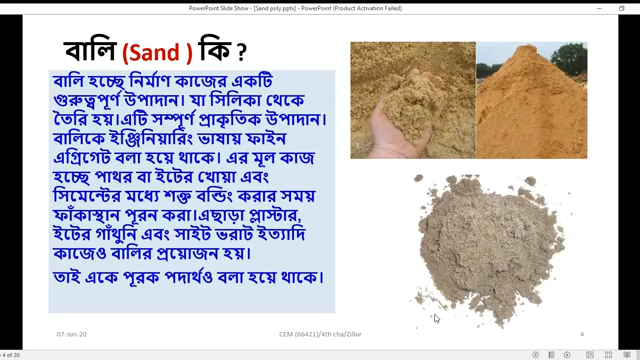 PowerPoint Slide Show - [Sand poly.ppts] - PowerPoint (Product Activation Failed)
বালি (Sand ) কি ?
বালি হচ্ছে নির্মাণ কাজের একটি
গুরুত্বপূর্ণ উপাদান। যা সিলিকা থেকে
তৈরি হয়।এটি সম্পূর্ণ প্রাকৃতিক উপাদান।
বালিকে ইঞ্জিনিয়ারিং ভাষায় ফাইন
এগ্রিগেট বলা হয়ে থাকে। এর মূল কাজ
হচ্ছে পাথর বা ইটের খোয়া এবং
সিমেন্টের মধ্যে শক্ত বন্ডিং করার সময়
ফাঁকাস্থান পূরন করা।এছাড়া প্লাস্টার,
ইটের গাঁথুনি এবং সাইট ভরাট ইত্যাদি
কাজেও বালির প্রয়োজন হয়।
তাই একে পূরক পদার্থও বলা হয়ে থাকে।
07-Jun-20
CEM (66421)/4th cha/Zillur
4
4 of 20